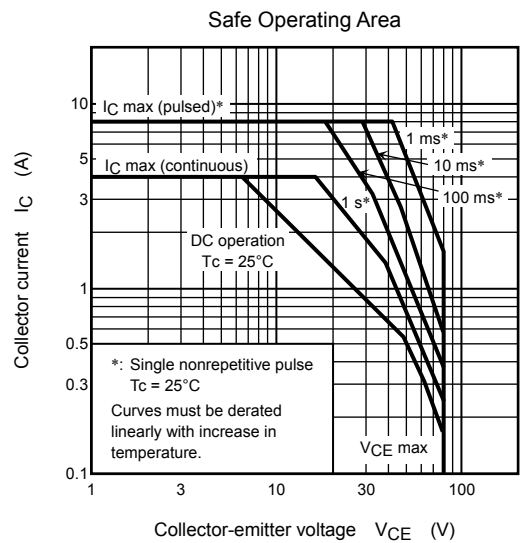 Safe Operating Area
Collector current IC (A)
10
5
3
1
0.5
0.3
0.1
IC max (pulsed)*
IC max (continuous)
1 ms*
10 ms*
100 ms*
1 s*
DC operation
Tc = 25°C
*: Single nonrepetitive pulse
Tc = 25°C
Curves must be derated
linearly with increase in
temperature.
VCE max
1
3
10
30
100
Collector-emitter voltage VCE (V)